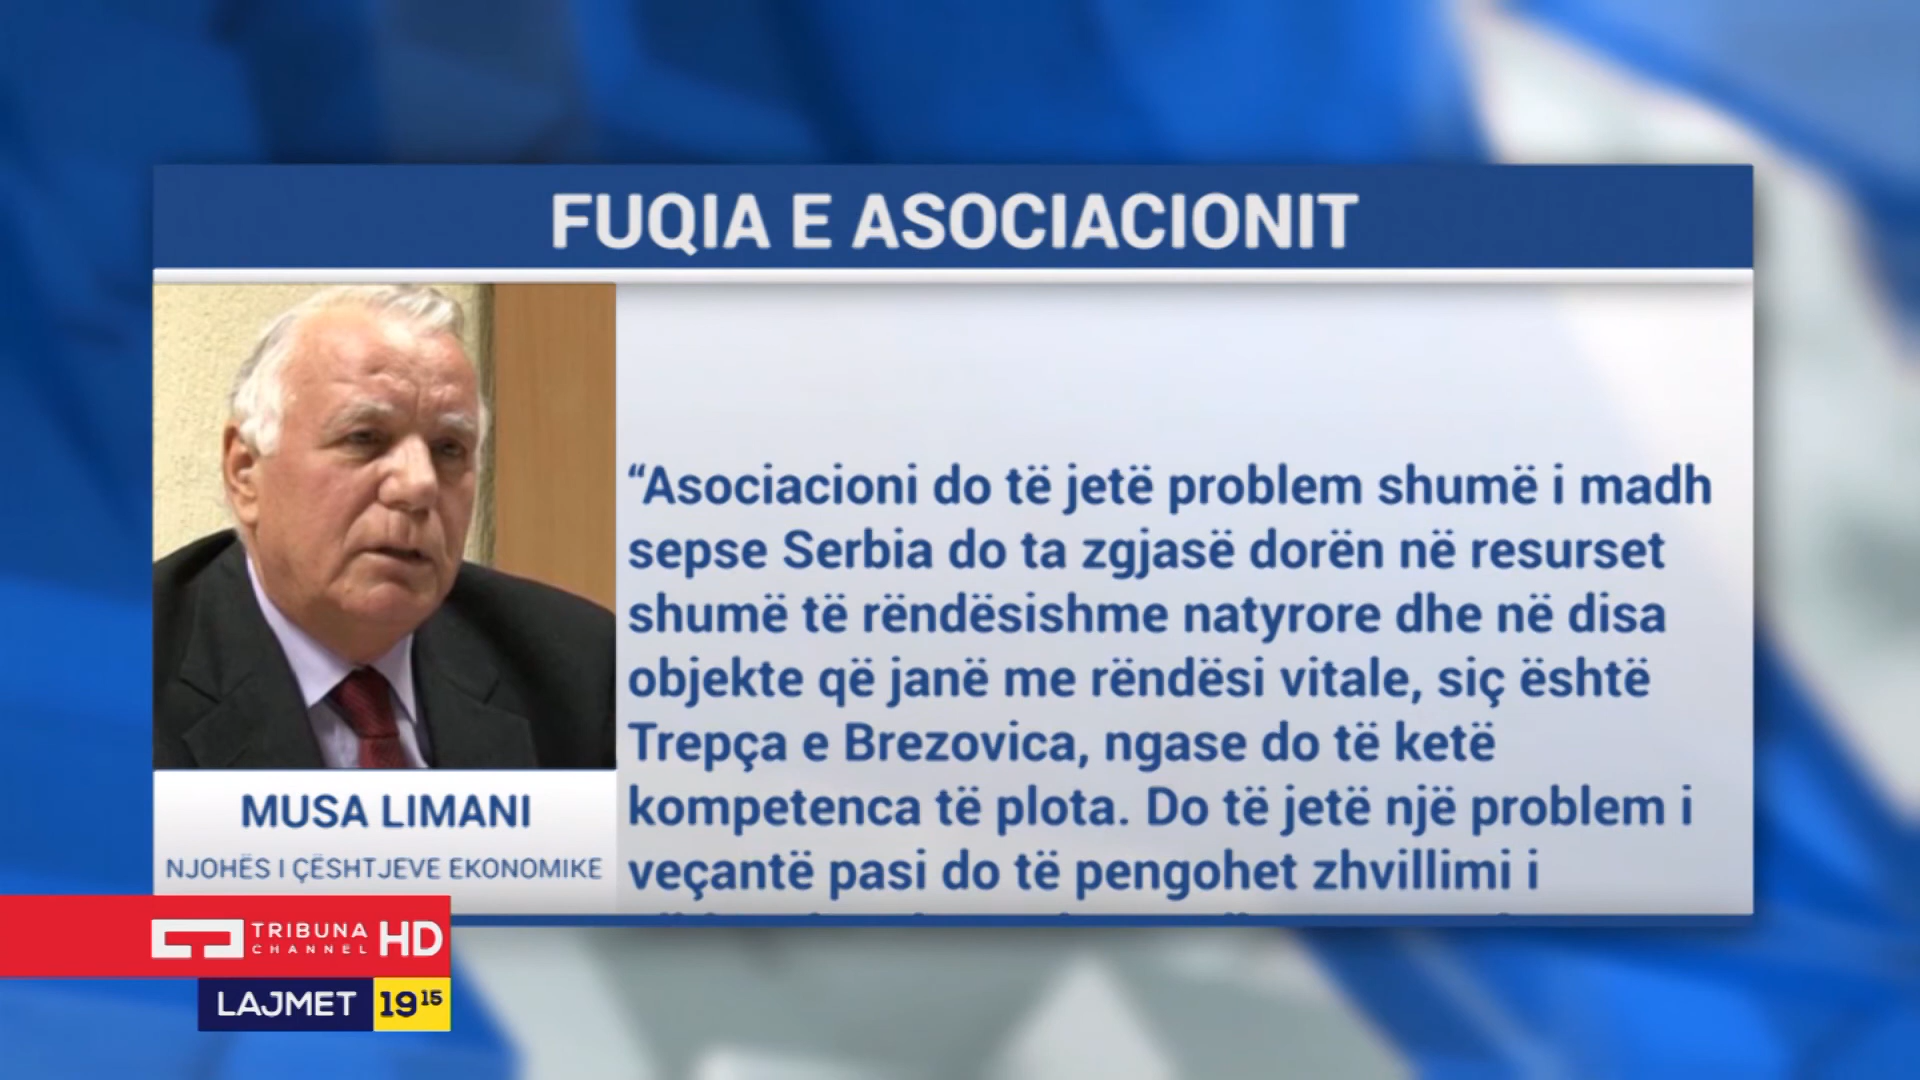 FUQIA E ASOCIACIONIT
“Asociacioni do të jetë problem shumë i madh
sepse Serbia do ta zgjasë dorën në resurset
shumë të rëndësishme natyrore dhe në disa
objekte që janë me rëndësi vitale, siç është
Trepça e Brezovica, ngase do të ketë
kompetenca të plota. Do të jetë një problem i
veçantë pasi do të pengohet zhvillimi i
MUSA LIMANI
NJOHËS I ÇËSHTJEVE EKONOMIKE
TRIBUNA
CHANNEL
HD
LAJMET 19 15